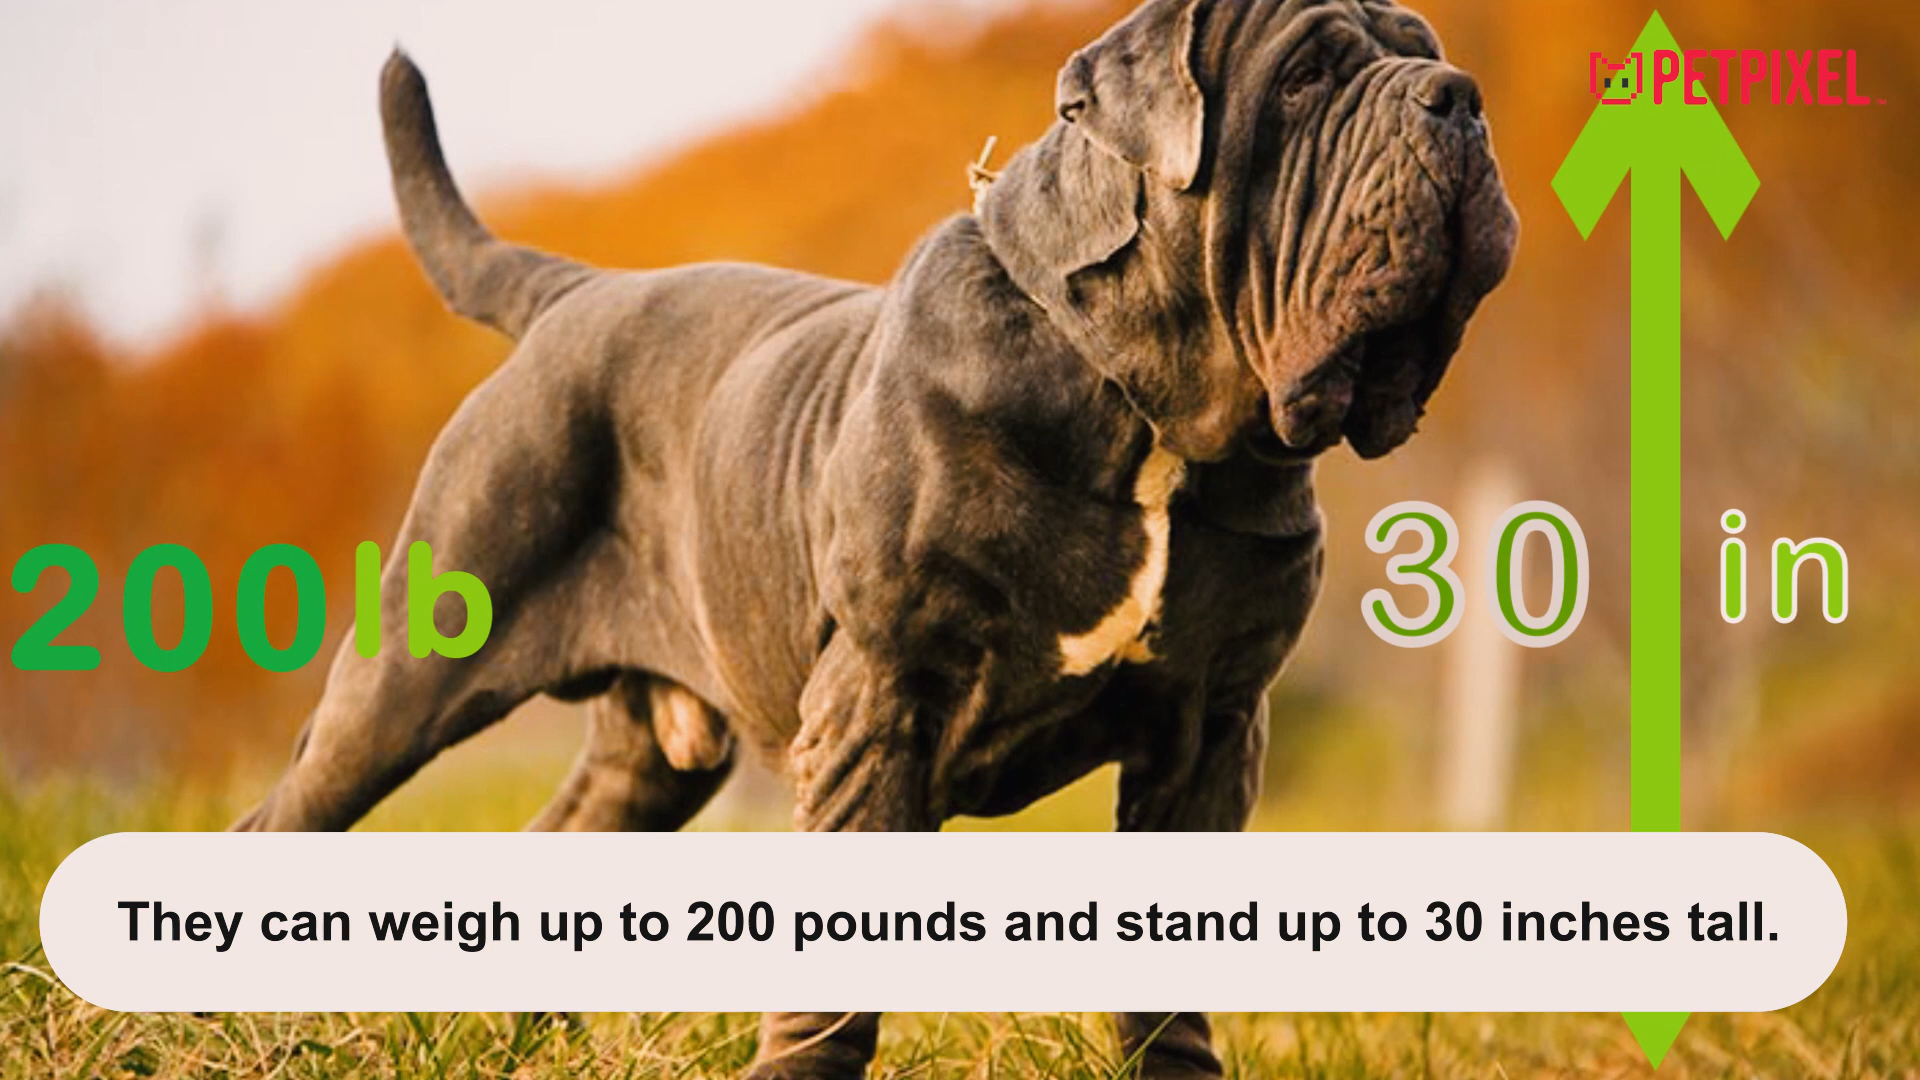 PETPIXEL
200lb
30 in
They can weigh up to 200 pounds and stand up to 30 inches tall.